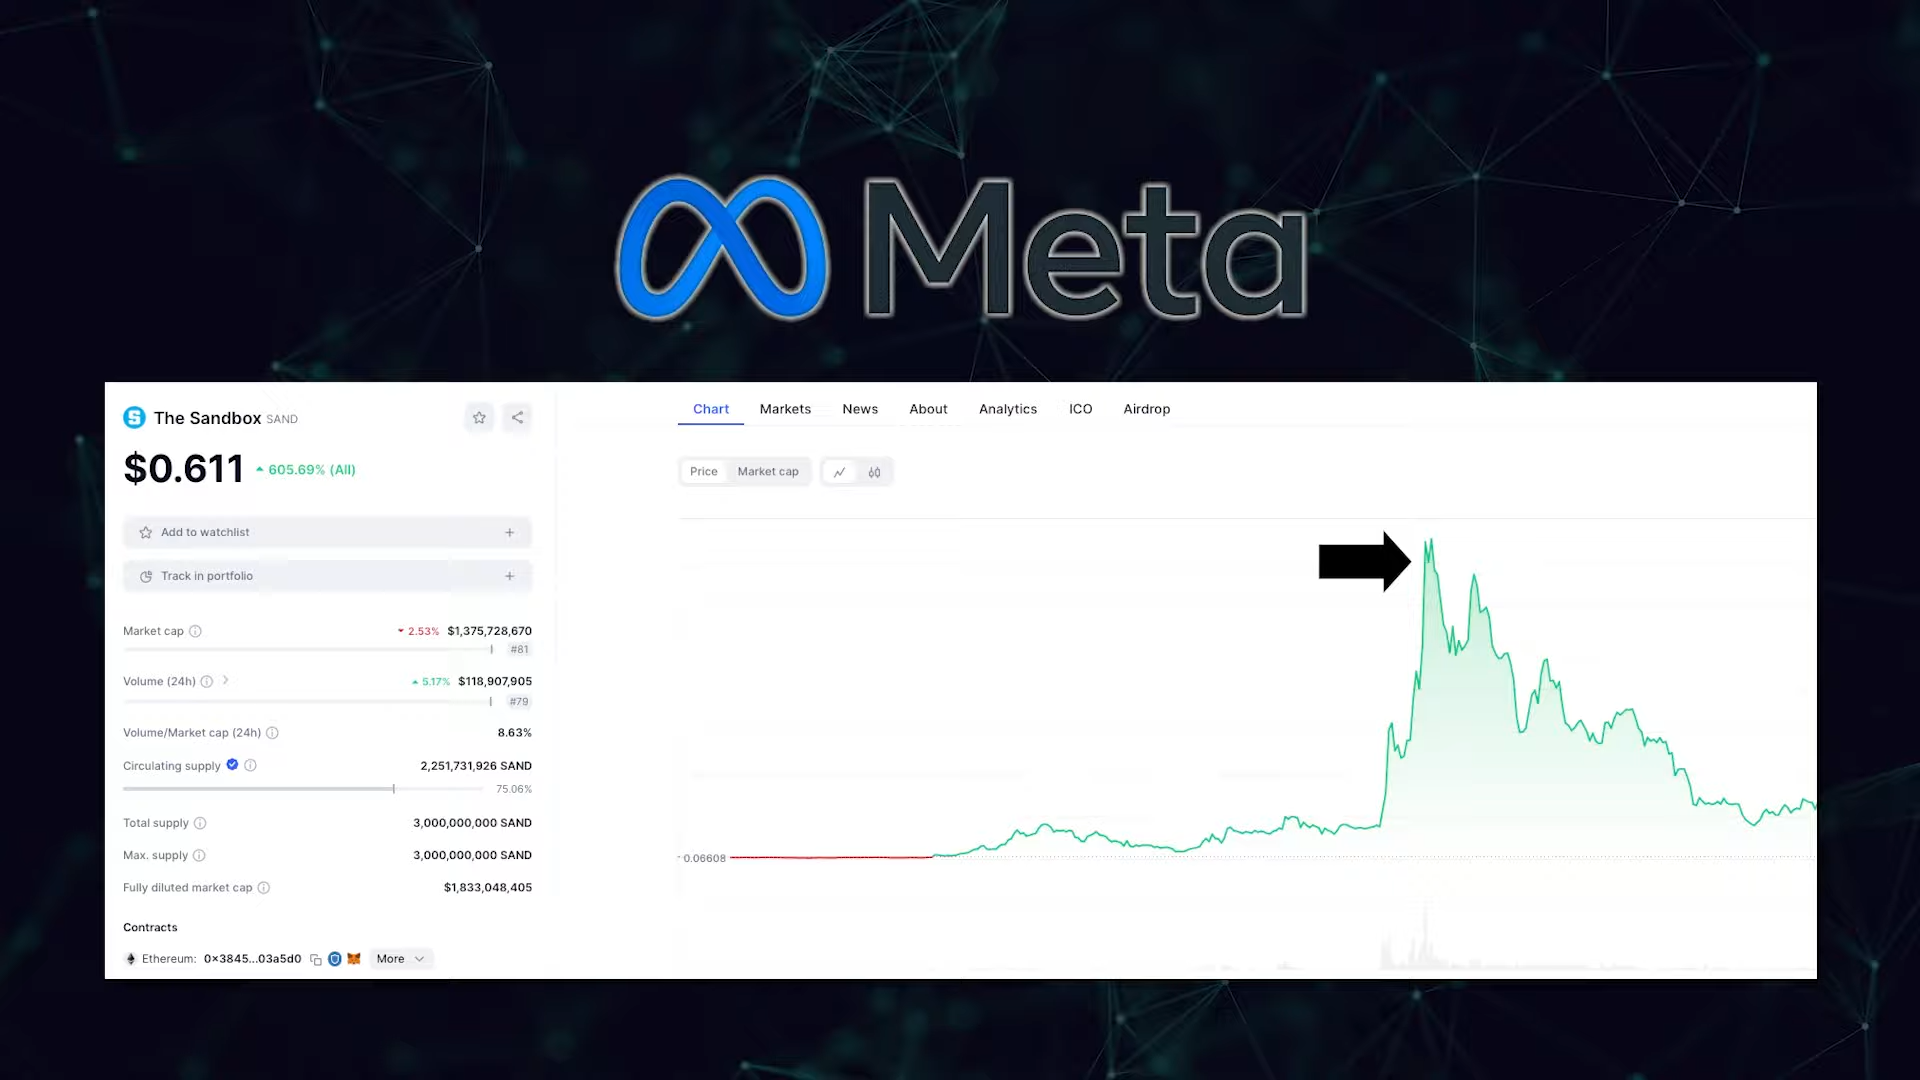 Meta
The Sandbox SAND
$0.611 605.69% (All)
Add to watchlist
Track in portfolio
Market cap 2.53% $1,375,728,670
#81
Volume (24h) 5.17% $118,907,905
#79
Volume/Market cap (24h) 8.63%
Circulating supply 2,251,731,926 SAND
75.06%
Total supply 3,000,000,000 SAND
Max. supply 3,000,000,000 SAND
Fully diluted market cap $1,833,048,405
Contracts
Ethereum: 0x3845...03a5d0 More
Chart Markets News About Analytics ICO Airdrop
Price Market cap
0.06608